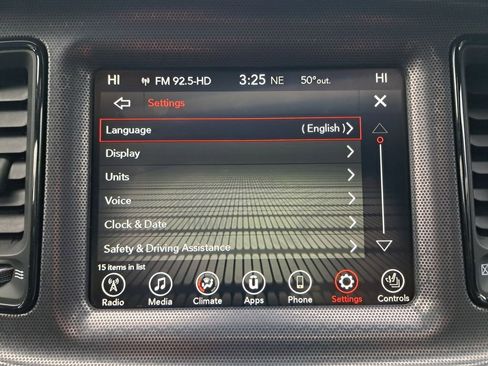 HI FM 92.5-HD 3:25 NE 50°out. HI
Settings
Language ( English )
Display
Units
Voice
Clock & Date
Safety & Driving Assistance
15 items in list
Radio Media Climate Apps Phone Settings Controls